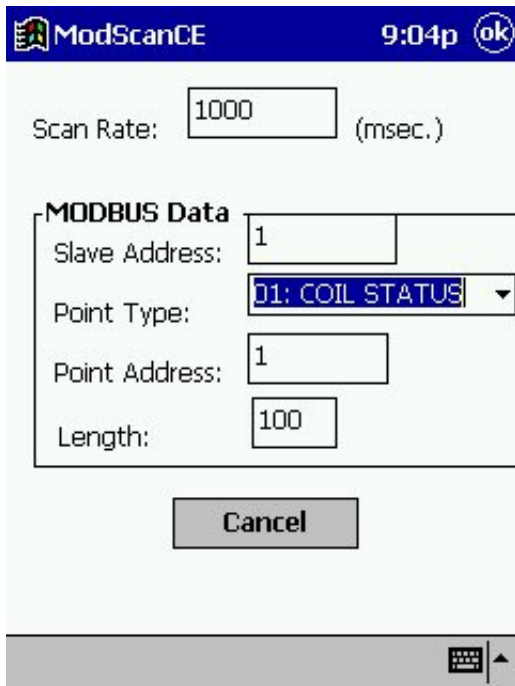 ModScanCE 9:04p ok
Scan Rate: 1000 (msec.)
MODBUS Data
Slave Address: 1
Point Type: 01: COIL STATUS
Point Address: 1
Length: 100
Cancel